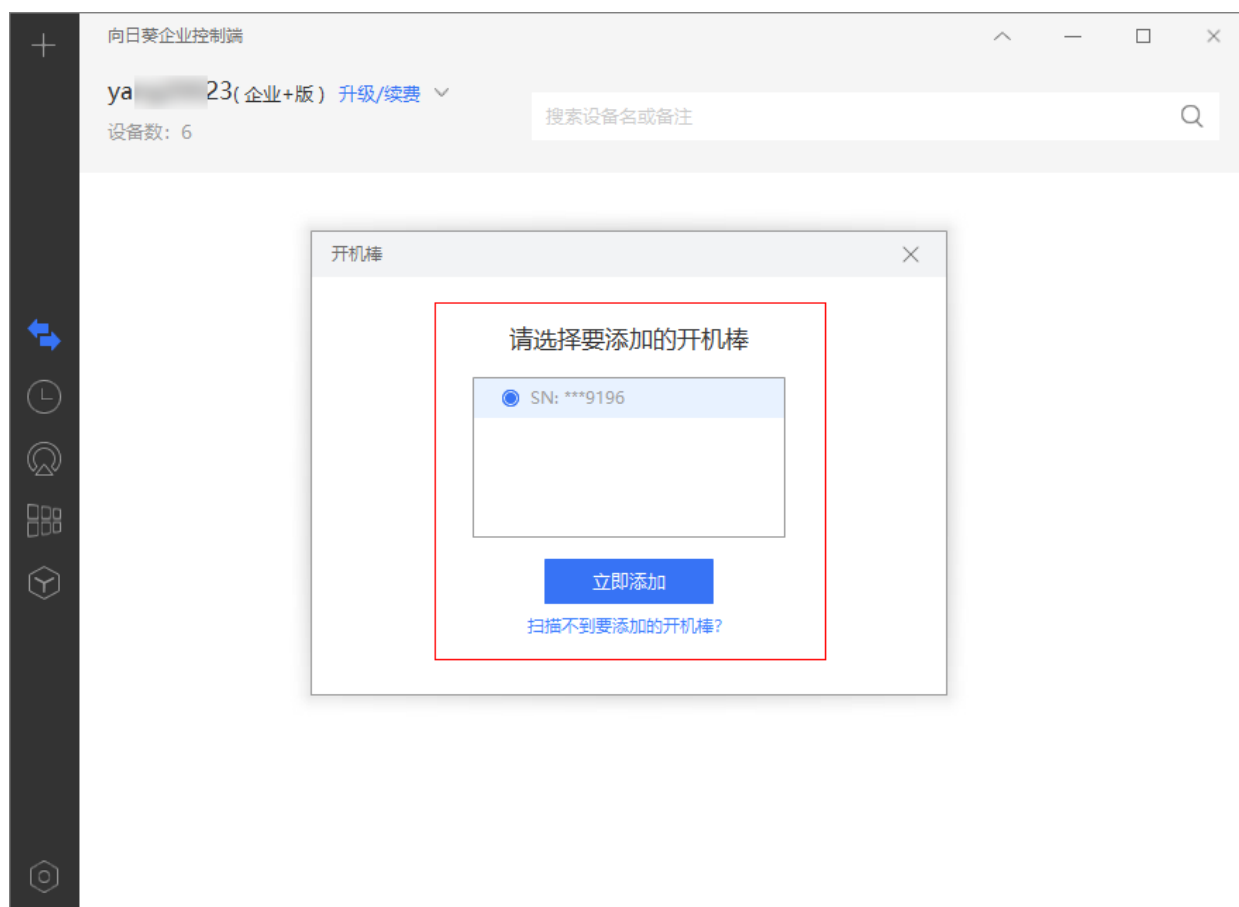 向日葵企业控制端
ya 23(企业+版) 升级/续费
设备数: 6
搜索设备名或备注
开机棒
请选择要添加的开机棒
SN: ***9196
立即添加
扫描不到要添加的开机棒?